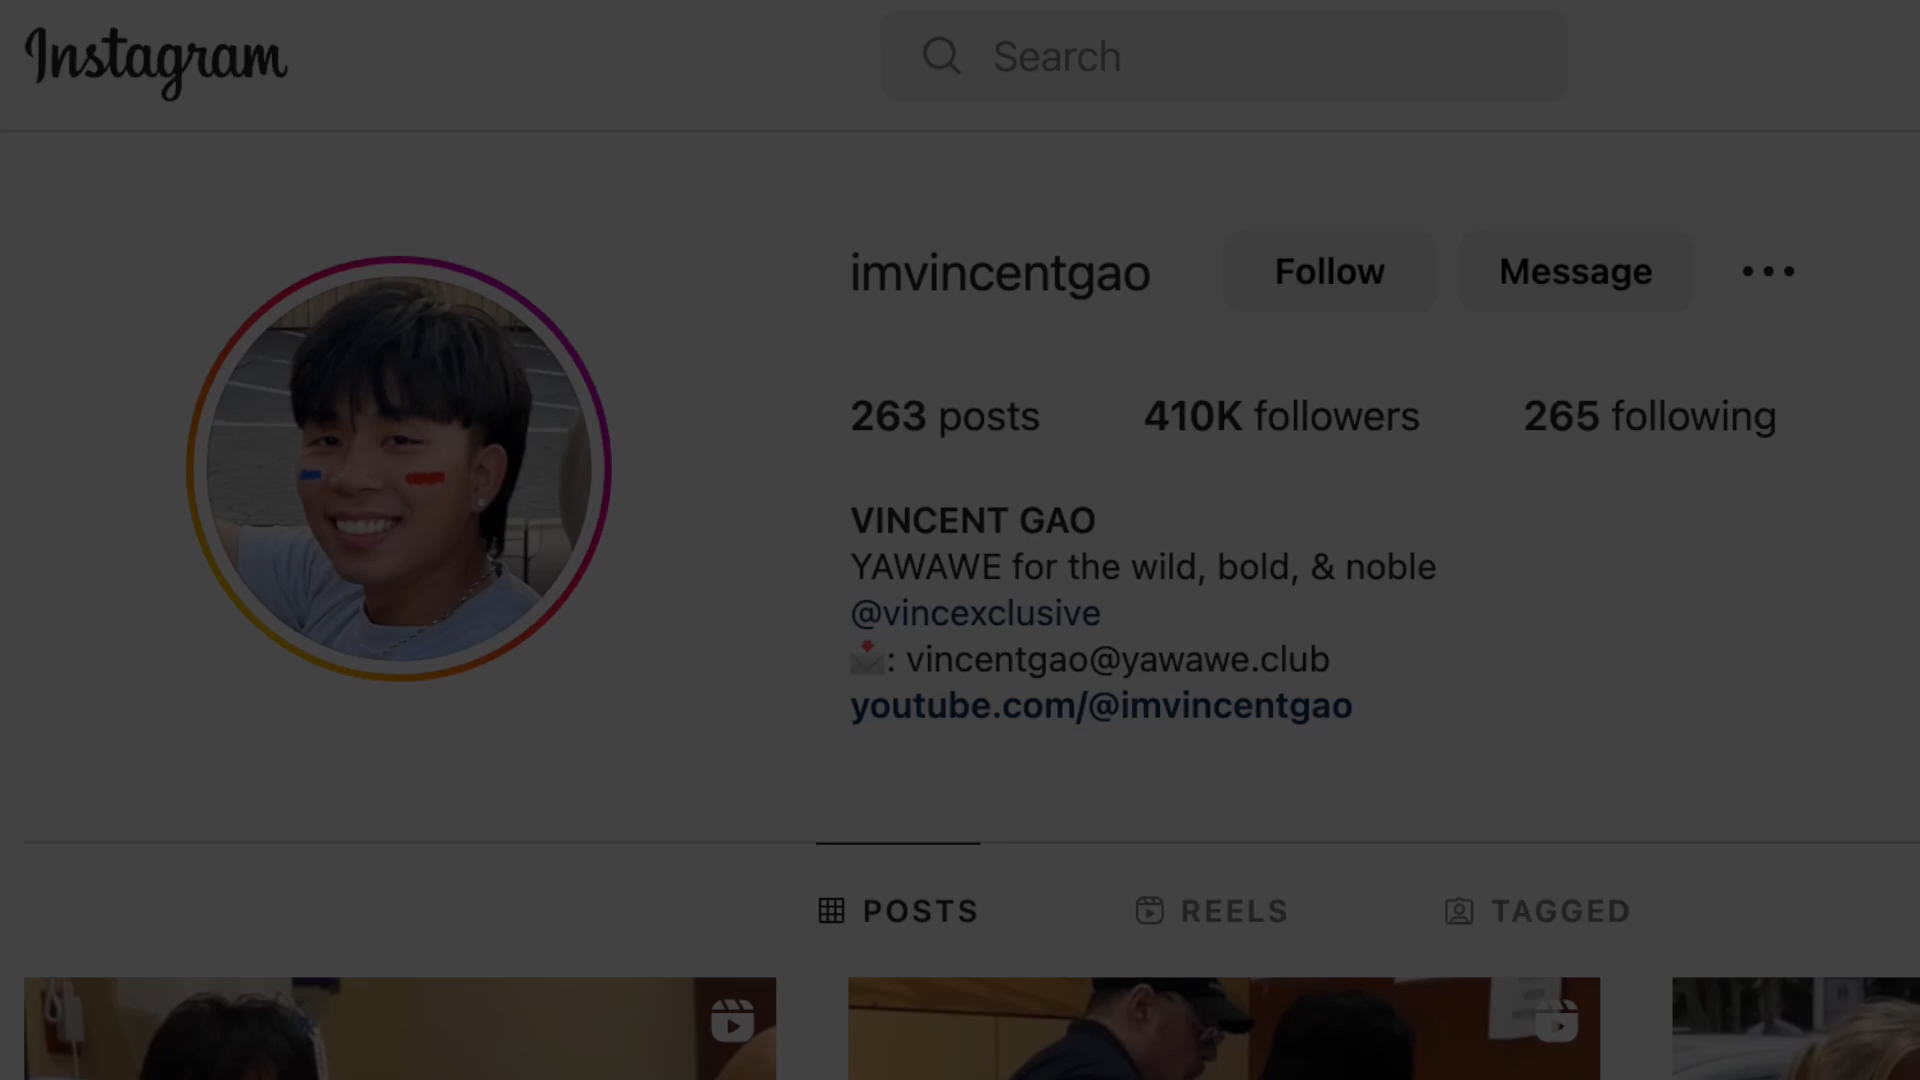 Instagram
Search
imvincentgao
Follow
Message
263 posts
410K followers
265 following
VINCENT GAO
YAWAWE for the wild, bold, & noble
@vincexclusive
📩: vincentgao@yawawe.club
youtube.com/@imvincentgao
POSTS
REELS
TAGGED